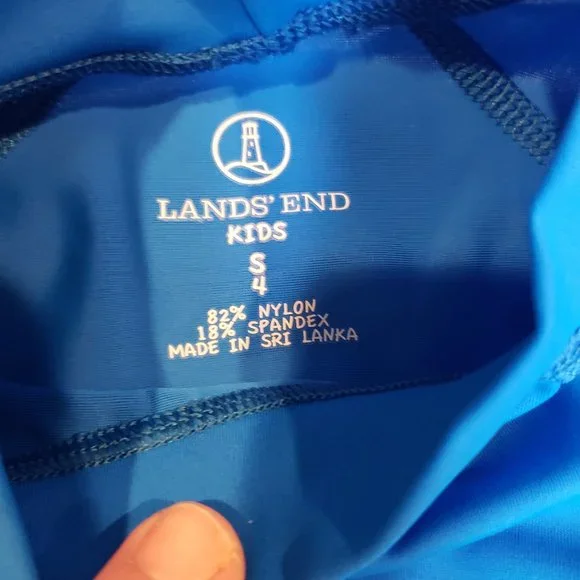 LANDS' END
KIDS
S
4
82% NYLON
18% SPANDEX
MADE IN SRI LANKA